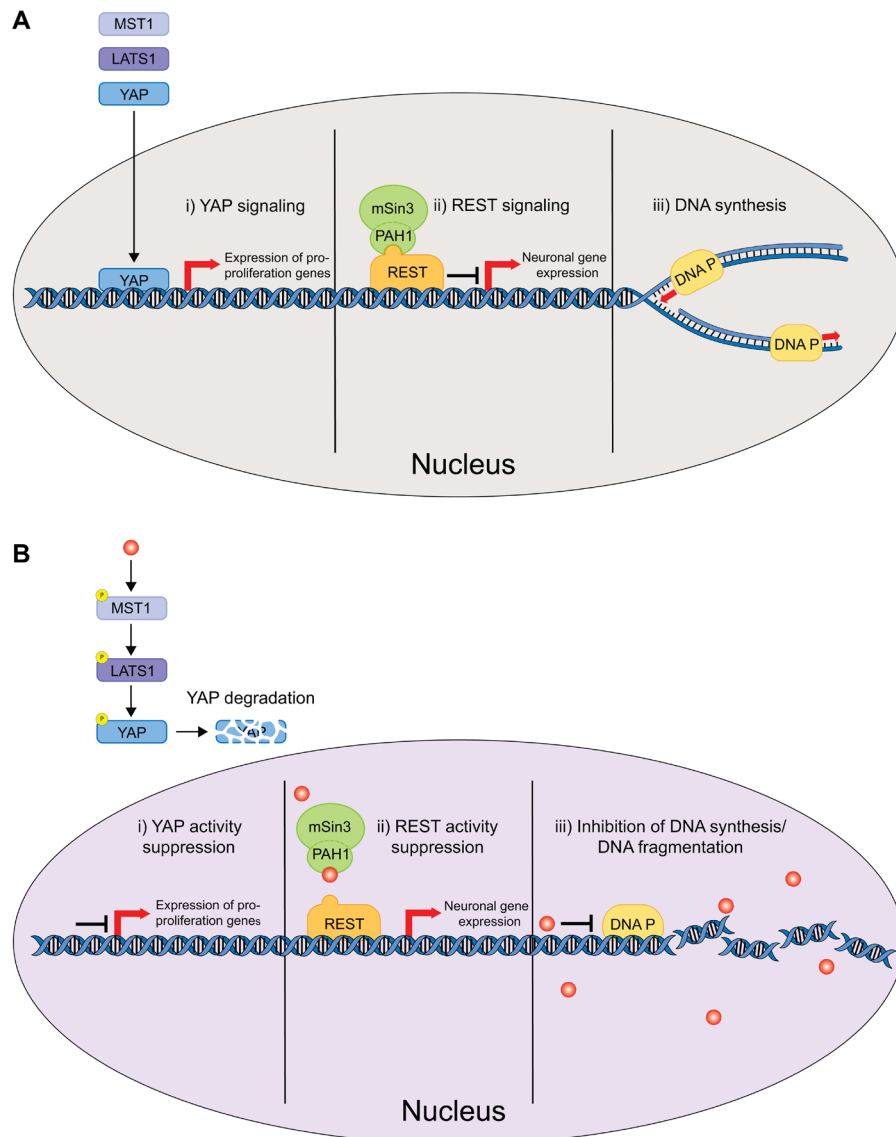 A
MST1
LATS1
YAP
i) YAP signaling
YAP
Expression of pro-
proliferation genes
ii) REST signaling
mSin3
PAH1
REST
Neuronal gene
expression
iii) DNA synthesis
DNA P
DNA P
Nucleus
B
P
MST1
P
LATS1
P
YAP
YAP degradation
YAP
i) YAP activity
suppression
Expression of pro-
proliferation genes
ii) REST activity
suppression
mSin3
PAH1
REST
Neuronal gene
expression
iii) Inhibition of DNA synthesis/
DNA fragmentation
DNA P
Nucleus